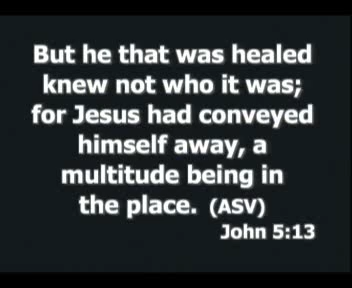 But he that was healed
knew not who it was;
for Jesus had conveyed
himself away, a
multitude being in
the place. (ASV)
John 5:13